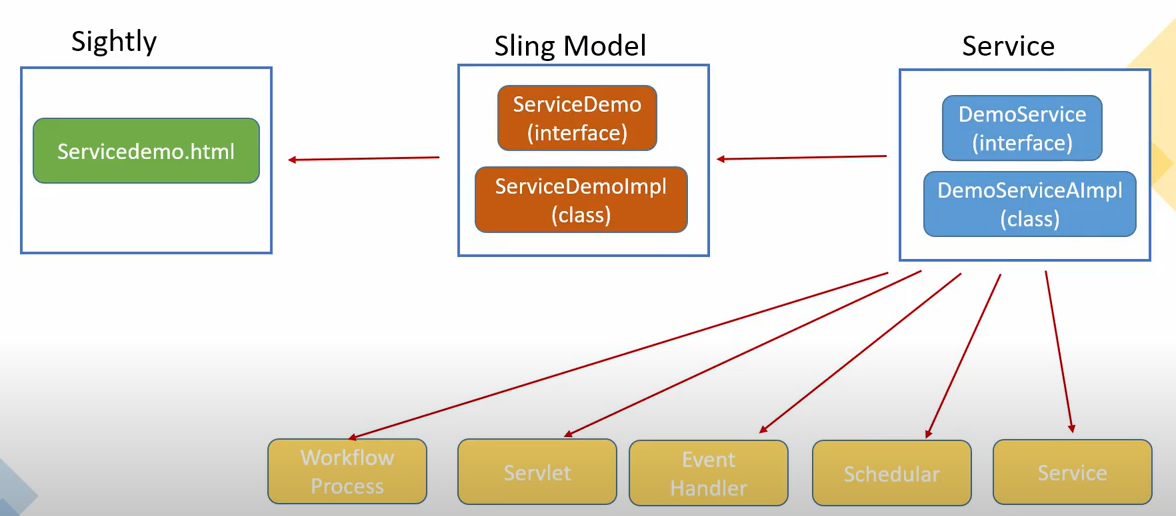 Sightly
Sling Model
Service
Servicedemo.html
ServiceDemo
(interface)
ServiceDemoImpl
(class)
DemoService
(interface)
DemoServiceAImpl
(class)
Workflow
Process
Servlet
Event
Handler
Schedular
Service